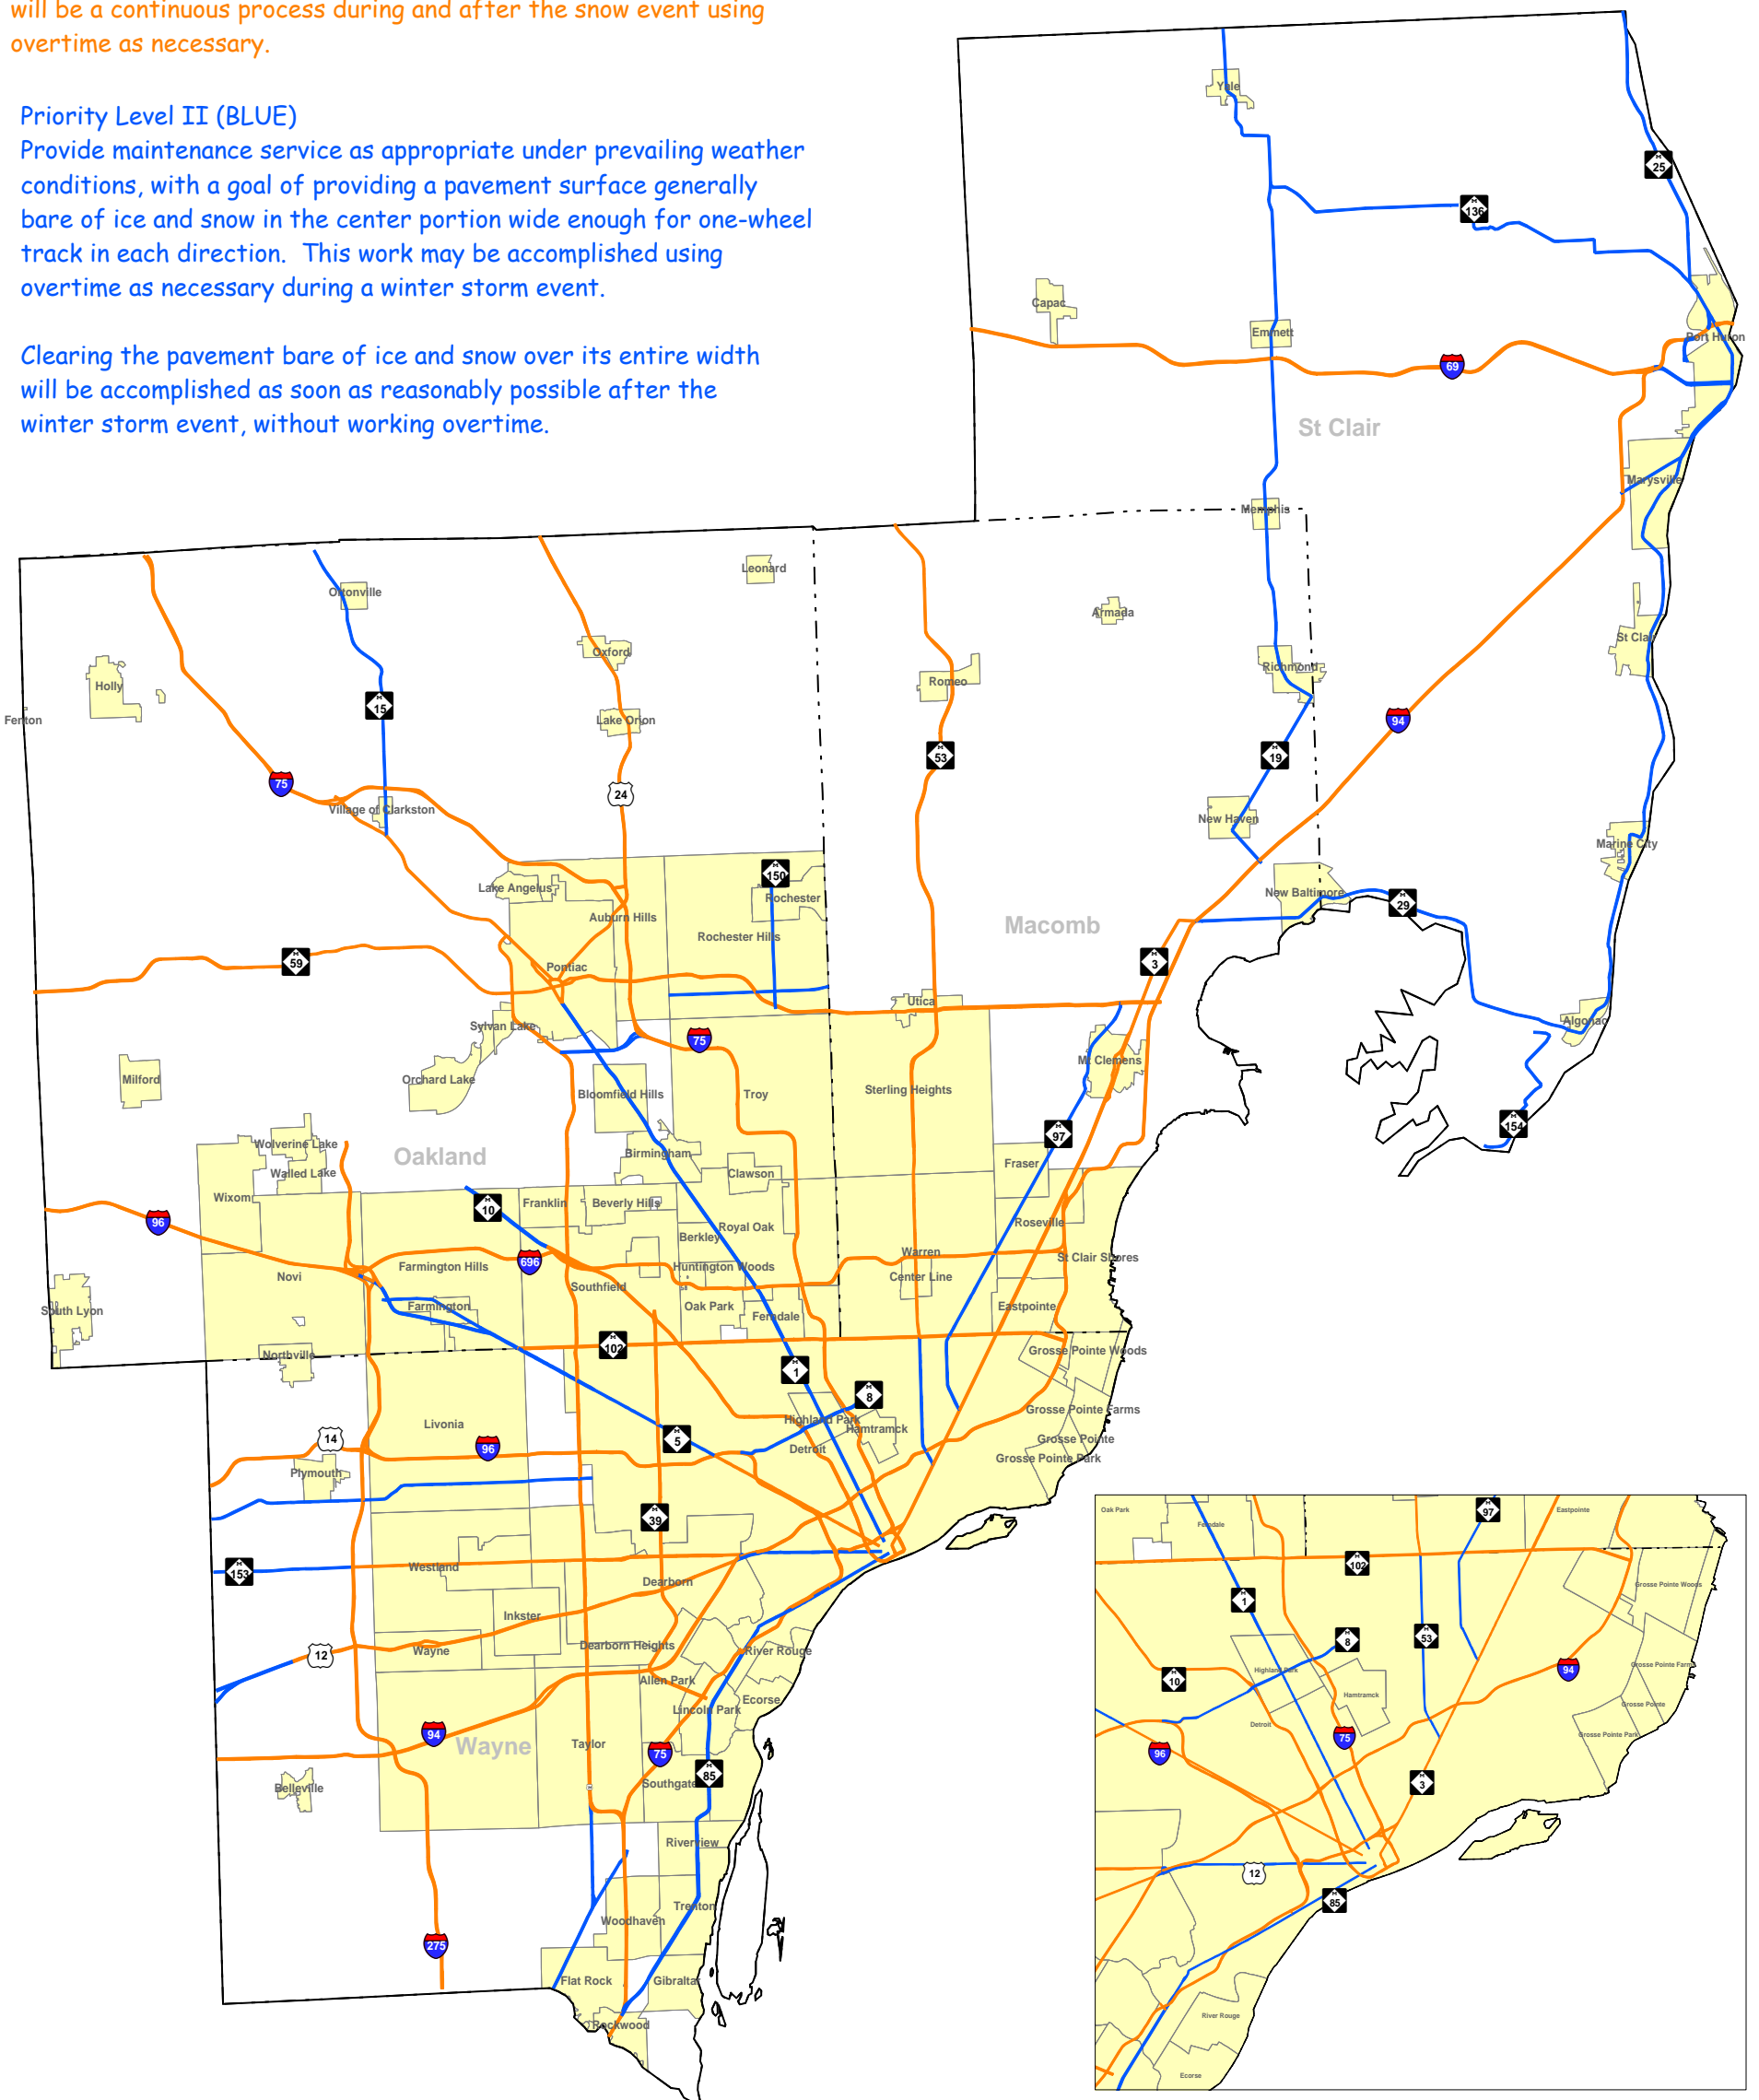 will be a continuous process during and after the snow event using
overtime as necessary.
Priority Level II (BLUE)
Provide maintenance service as appropriate under prevailing weather
conditions, with a goal of providing a pavement surface generally
bare of ice and snow in the center portion wide enough for one-wheel
track in each direction.  This work may be accomplished using
overtime as necessary during a winter storm event.
Clearing the pavement bare of ice and snow over its entire width
will be accomplished as soon as reasonably possible after the
winter storm event, without working overtime.
Yale
M 25
M 136
Capac
Emmett
Port Huron
69
St Clair
Marysville
Memphis
Leonard
Ortonville
Armada
St Clair
Oxford
Richmond
Holly
Romeo
M 15
Fenton
Lake Orion
94
M 53
M 19
75
24
Village of Clarkston
New Haven
Marine City
M 150
Lake Angelus
Rochester
New Baltimore
M 29
Auburn Hills
Macomb
Rochester Hills
M 59
M 3
Pontiac
Utica
Sylvan Lake
Algonac
75
Mt Clemens
Milford
Orchard Lake
Bloomfield Hills
Troy
Sterling Heights
M 154
M 97
Wolverine Lake
Oakland
Birmingham
Walled Lake
Clawson
Fraser
Wixom
M 10
Franklin
Beverly Hills
96
Royal Oak
Roseville
Berkley
Warren
St Clair Shores
696
Farmington Hills
Huntington Woods
Novi
Center Line
Southfield
South Lyon
Farmington
Oak Park
Ferndale
Eastpointe
M 102
Northville
Grosse Pointe Woods
M 1
M 8
Highland Park
Grosse Pointe Farms
Livonia
Hamtramck
14
M 5
Grosse Pointe
96
Detroit
Grosse Pointe Park
Plymouth
M 39
M 153
Westland
Dearborn
Inkster
Wayne
Dearborn Heights
River Rouge
12
Allen Park
Ecorse
Lincoln Park
94
Wayne
Taylor
75
M 85
Southgate
Belleville
Riverview
Trenton
Woodhaven
275
Flat Rock
Gibraltar
Rockwood
Oak Park
Ferndale
M 97
Eastpointe
M 102
Grosse Pointe Woods
M 1
M 8
M 53
Grosse Pointe Farms
Highland Park
94
M 10
Hamtramck
Grosse Pointe
Detroit
75
Grosse Pointe Park
96
M 3
12
M 85
River Rouge
Ecorse